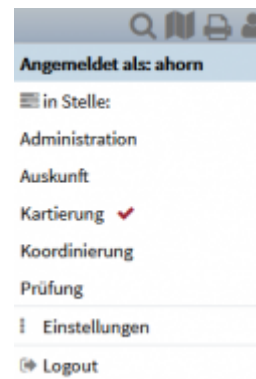 Angemeldet als: ahorn
in Stelle:
Administration
Auskunft
Kartierung
Koordinierung
Prüfung
Einstellungen
Logout